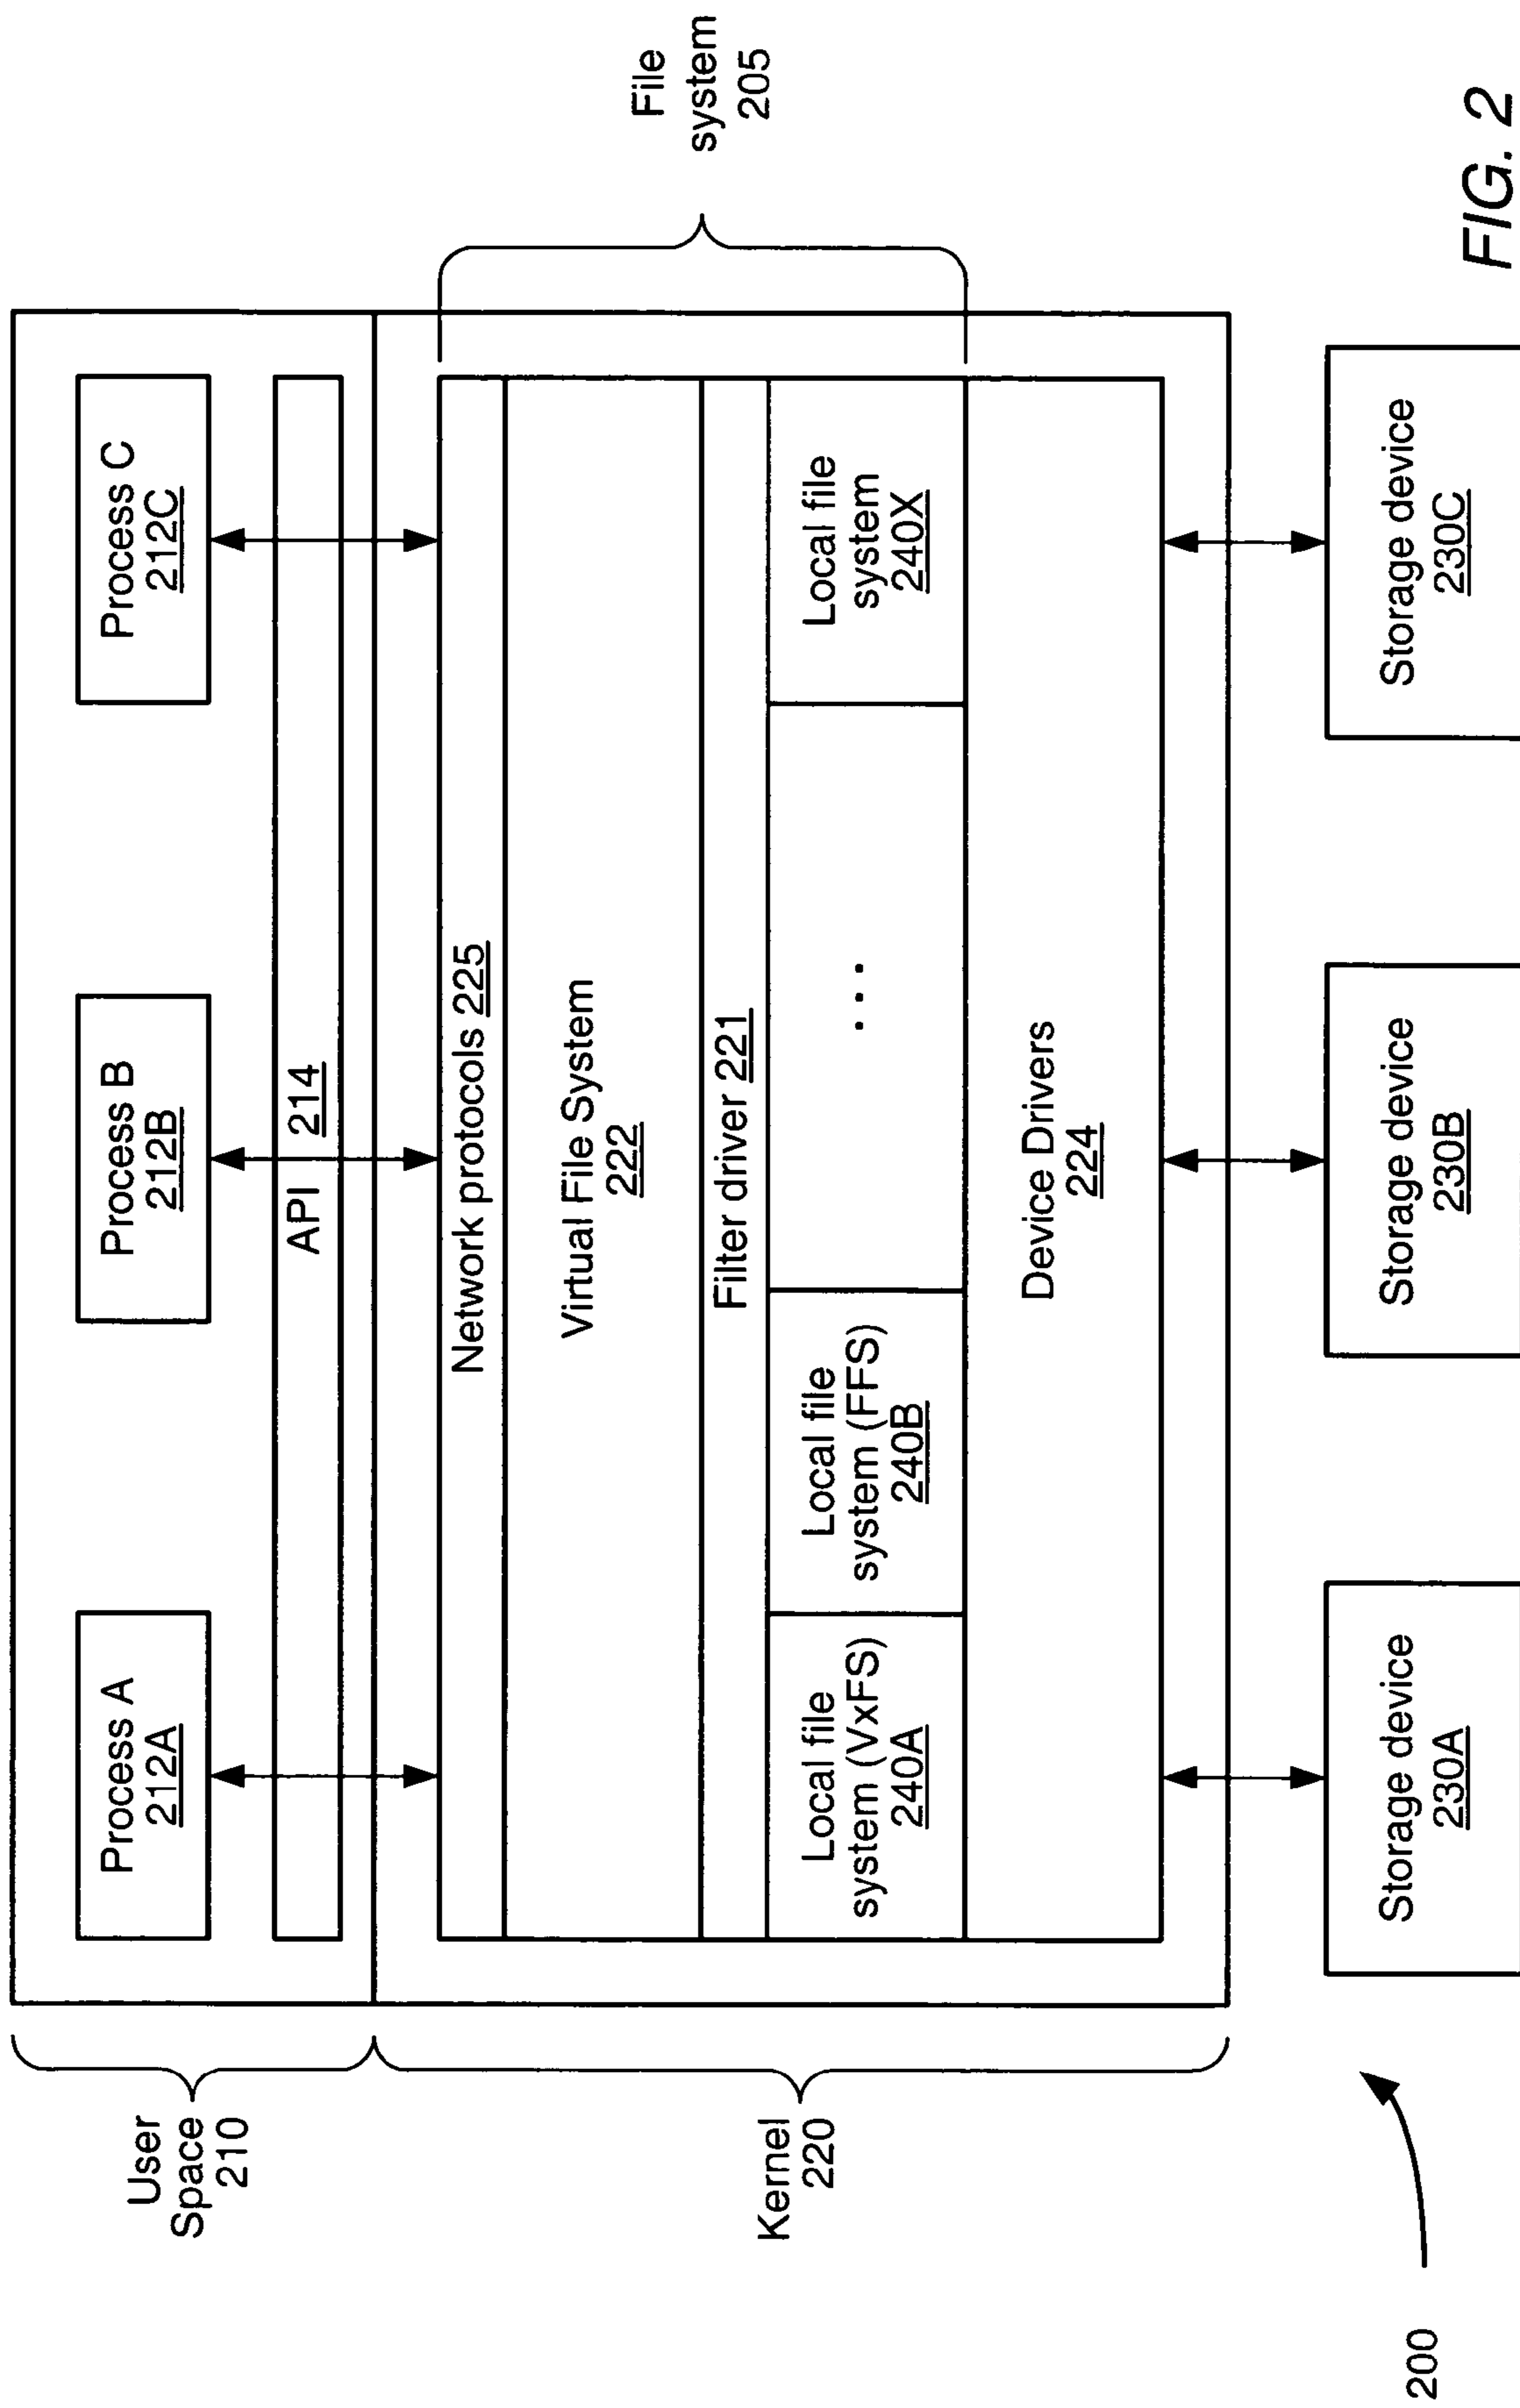 User
Space
210
Process A
212A
Process B
212B
Process C
212C
API 214
Kernel
220
Network protocols 225
Virtual File System
222
Filter driver 221
Local file
system (VxFS)
240A
Local file
system (FFS)
240B
...
Local file
system
240X
Device Drivers
224
File
system
205
Storage device
230A
Storage device
230B
Storage device
230C
200
FIG. 2